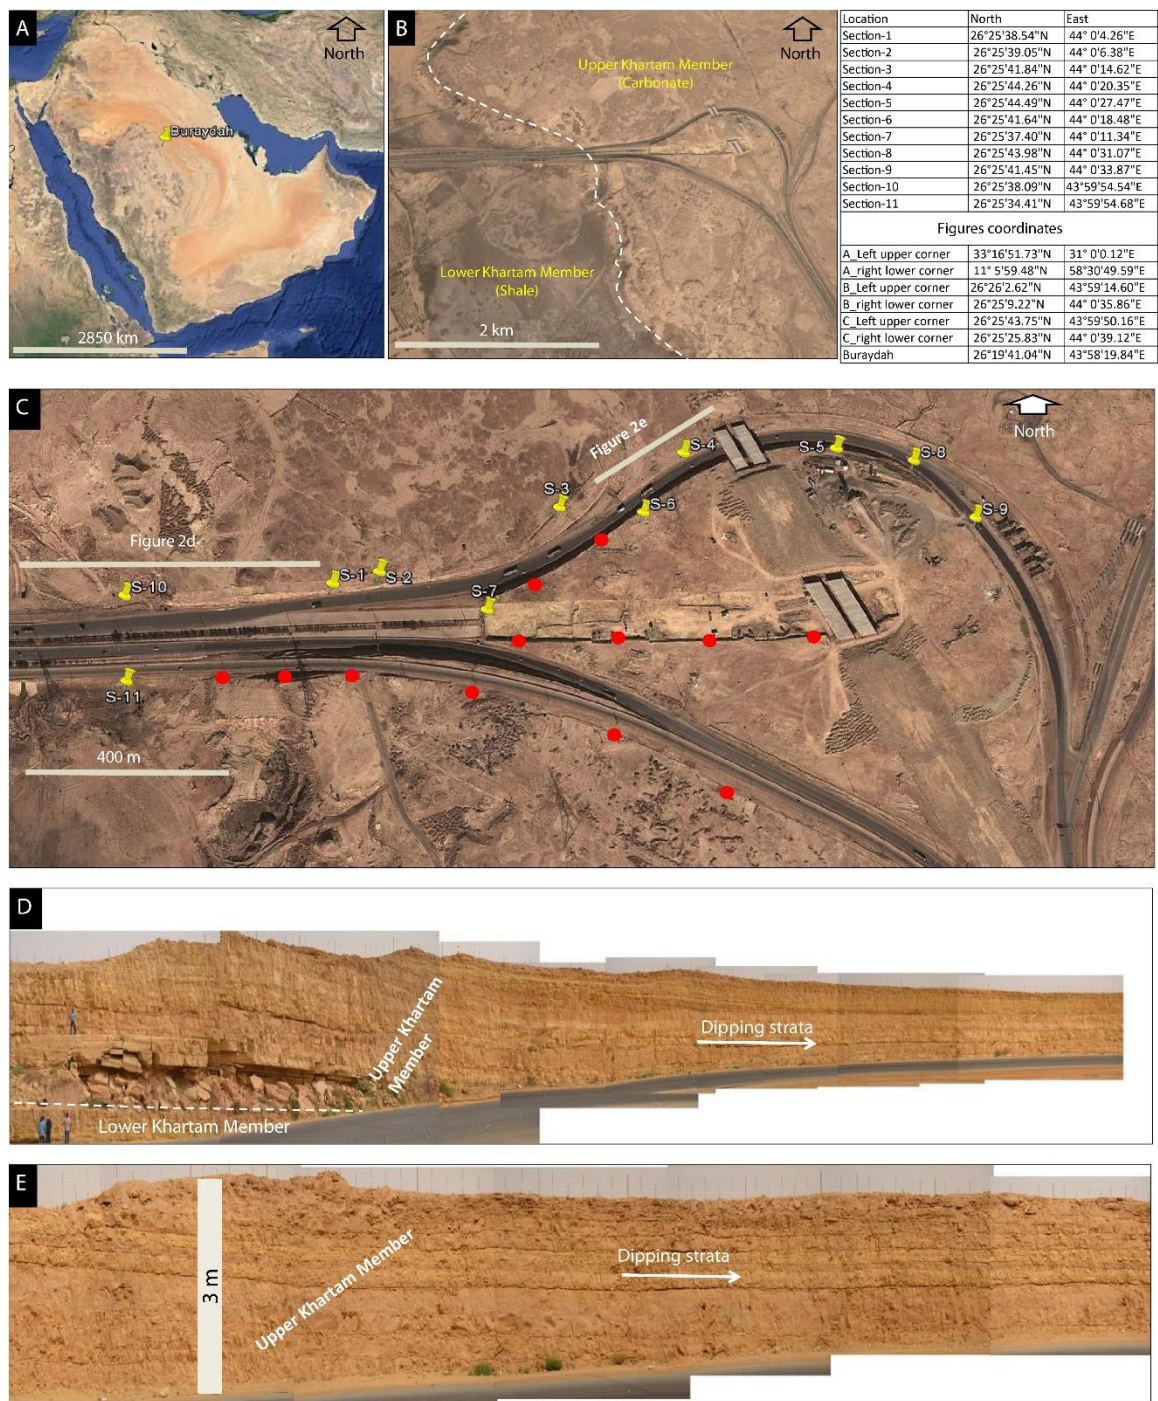 A
North
Buraydah
2850 km
B
North
Upper Khartam Member
(Carbonate)
Lower Khartam Member
(Shale)
2 km
Location North East
Section-1 26°25'38.54"N 44° 0'4.26"E
Section-2 26°25'39.05"N 44° 0'6.38"E
Section-3 26°25'41.84"N 44° 0'14.62"E
Section-4 26°25'44.26"N 44° 0'20.35"E
Section-5 26°25'44.49"N 44° 0'27.47"E
Section-6 26°25'41.64"N 44° 0'18.48"E
Section-7 26°25'37.40"N 44° 0'11.34"E
Section-8 26°25'43.98"N 44° 0'31.07"E
Section-9 26°25'41.45"N 44° 0'33.87"E
Section-10 26°25'38.09"N 43°59'54.54"E
Section-11 26°25'34.41"N 43°59'54.68"E
Figures coordinates
A_Left upper corner 33°16'51.73"N 31° 0'0.12"E
A_right lower corner 11° 5'59.48"N 58°30'49.59"E
B_Left upper corner 26°26'2.62"N 43°59'14.60"E
B_right lower corner 26°25'9.22"N 44° 0'35.86"E
C_Left upper corner 26°25'43.75"N 43°59'50.16"E
C_right lower corner 26°25'25.83"N 44° 0'39.12"E
Buraydah 26°19'41.04"N 43°58'19.84"E
C
North
Figure 2e
S-4
S-5
S-8
S-3
S-6
S-9
Figure 2d
S-10
S-1
S-2
S-7
S-11
400 m
D
Upper Khartam
Member
Dipping strata
Lower Khartam Member
E
3 m
Upper Khartam Member
Dipping strata